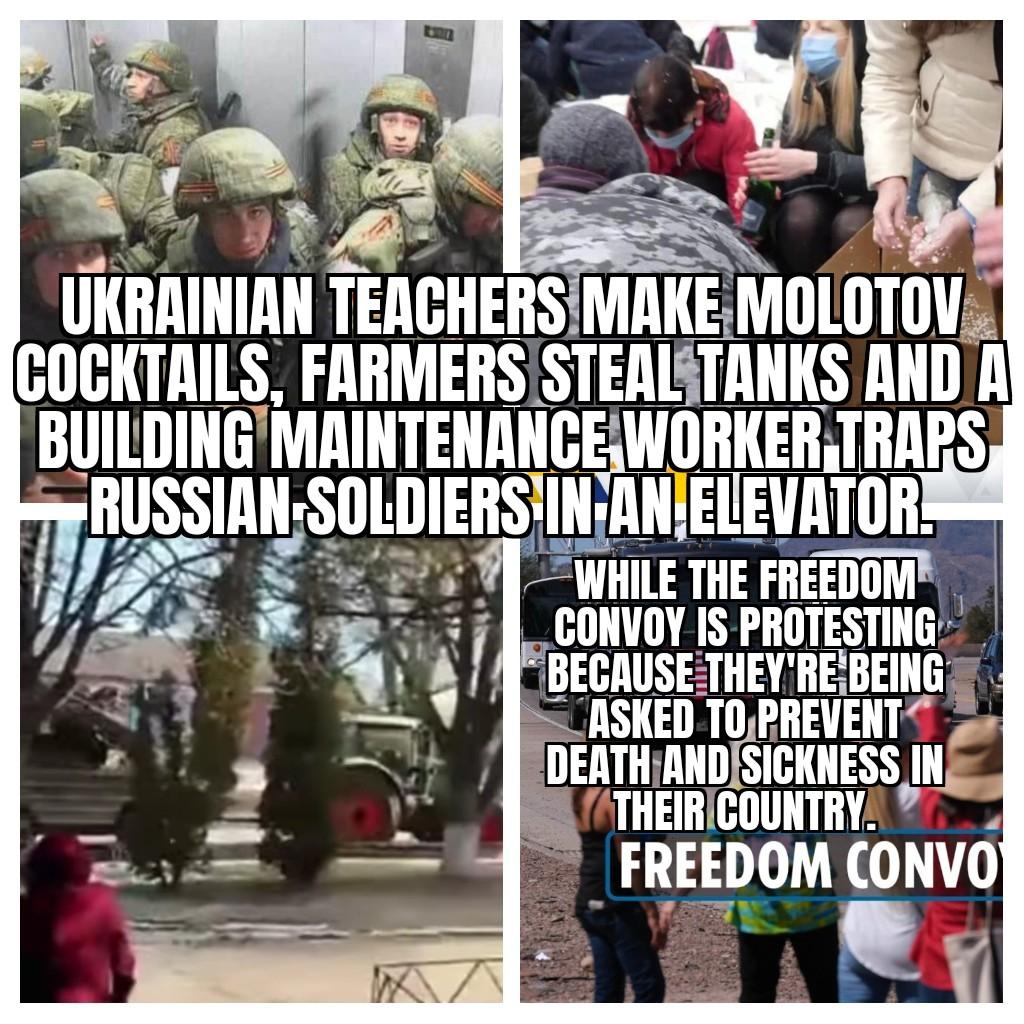 UKRAINIAN TEACHERS MAKE MOLOTOV
COCKTAILS, FARMERS STEAL TANKS AND A
BUILDING MAINTENANCE WORKER TRAPS
RUSSIAN SOLDIERS IN AN ELEVATOR.
WHILE THE FREEDOM
CONVOY IS PROTESTING
BECAUSE THEY'RE BEING
ASKED TO PREVENT
DEATH AND SICKNESS IN
THEIR COUNTRY.
FREEDOM CONVOY